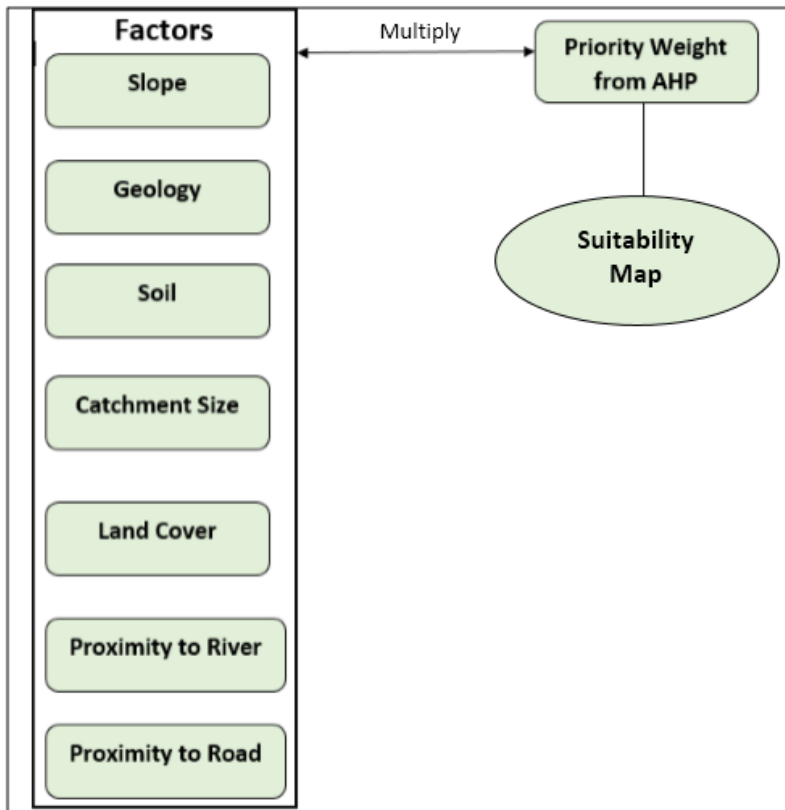 Factors
Slope
Geology
Soil
Catchment Size
Land Cover
Proximity to River
Proximity to Road
Multiply
Priority Weight
from AHP
Suitability
Map